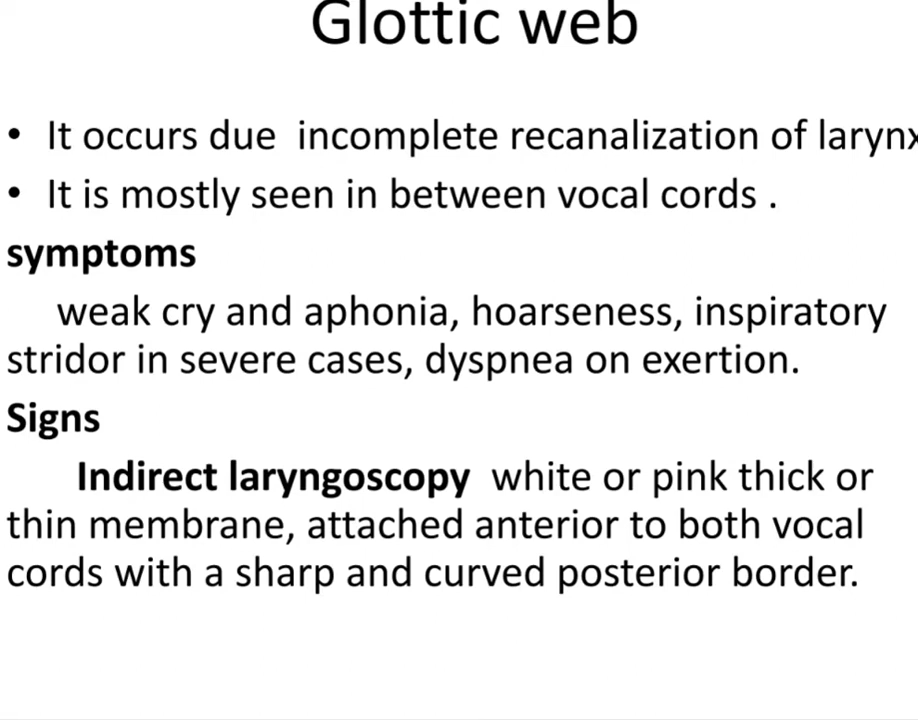 Glottic web
• It occurs due incomplete recanalization of larynx
• It is mostly seen in between vocal cords .
symptoms
weak cry and aphonia, hoarseness, inspiratory
stridor in severe cases, dyspnea on exertion.
Signs
Indirect laryngoscopy white or pink thick or
thin membrane, attached anterior to both vocal
cords with a sharp and curved posterior border.